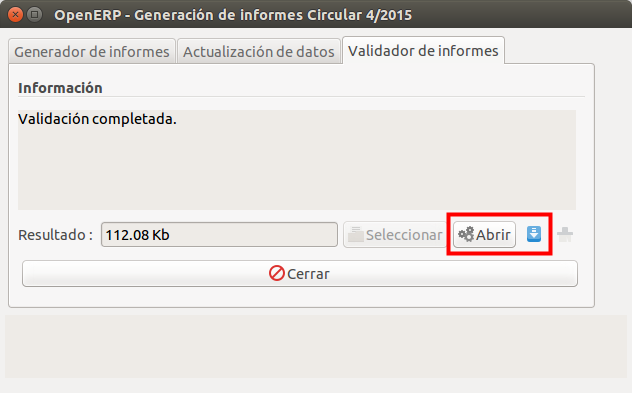 OpenERP - Generación de informes Circular 4/2015
Generador de informes Actualización de datos Validador de informes
Información
Validación completada.
Resultado : 112.08 Kb Seleccionar Abrir
Cerrar